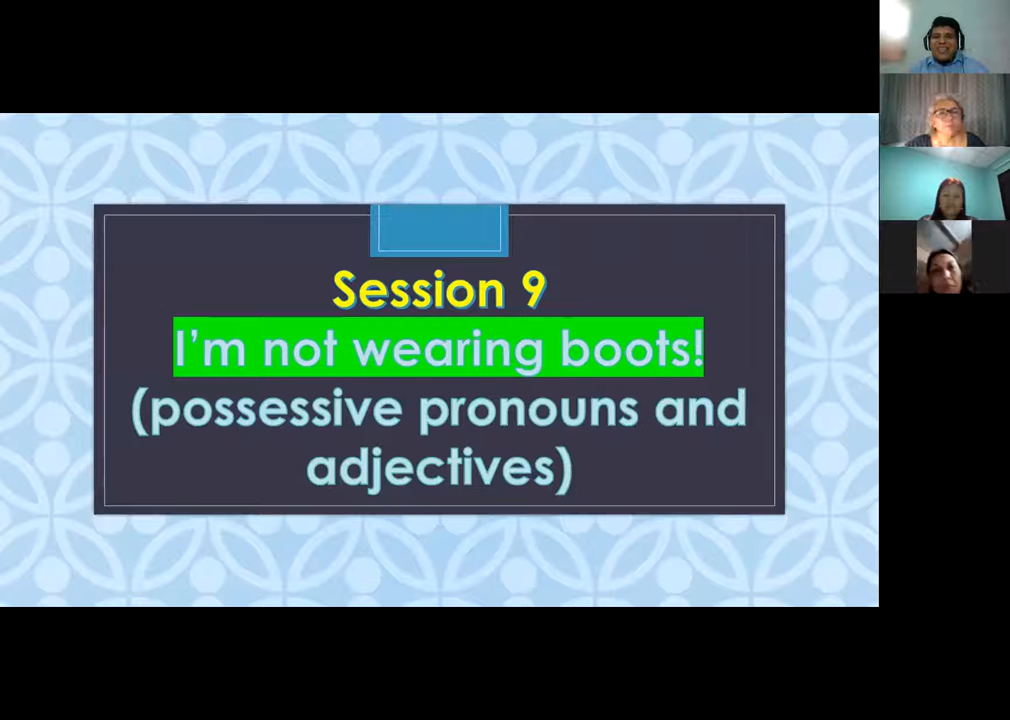 Session 9
I'm not wearing boots!
(possessive pronouns and
adjectives)